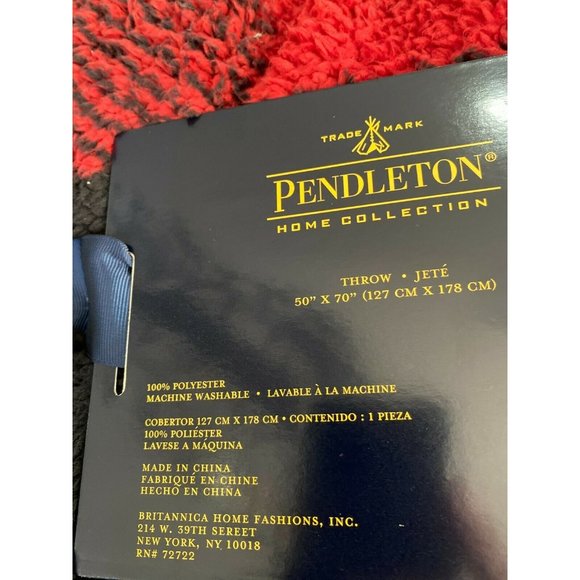 TRADE MARK
PENDLETON®
HOME COLLECTION
THROW • JETÉ
50" X 70" (127 CM X 178 CM)
100% POLYESTER
MACHINE WASHABLE • LAVABLE À LA MACHINE
COBERTOR 127 CM X 178 CM • CONTENIDO : 1 PIEZA
100% POLIÉSTER
LAVESE A MÁQUINA
MADE IN CHINA
FABRIQUÉ EN CHINE
HECHO EN CHINA
BRITANNICA HOME FASHIONS, INC.
214 W. 39TH STREET
NEW YORK, NY 10018
RN# 72722